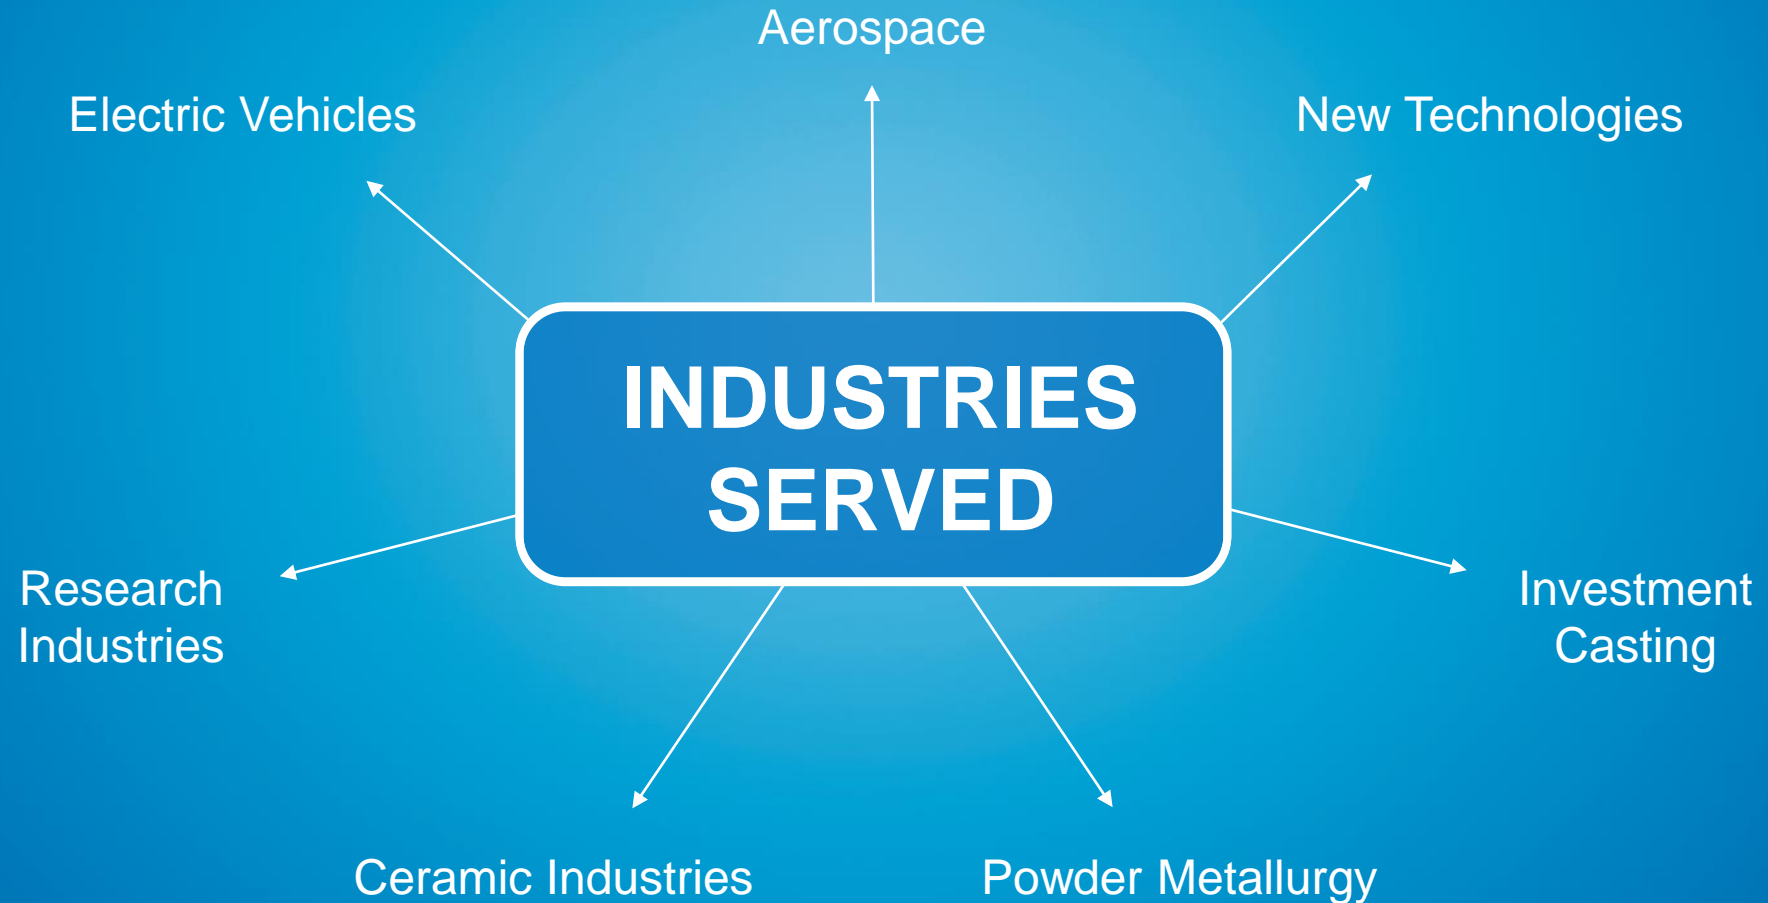 Aerospace
Electric Vehicles
New Technologies
INDUSTRIES
SERVED
Research
Industries
Investment
Casting
Ceramic Industries
Powder Metallurgy